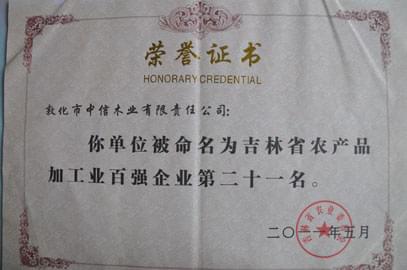 荣誉证书
HONORARY CREDENTIAL
敦化市中信木业有限责任公司:
你单位被命名为吉林省农产品
加工业百强企业第二十一名。
二〇一一年五月